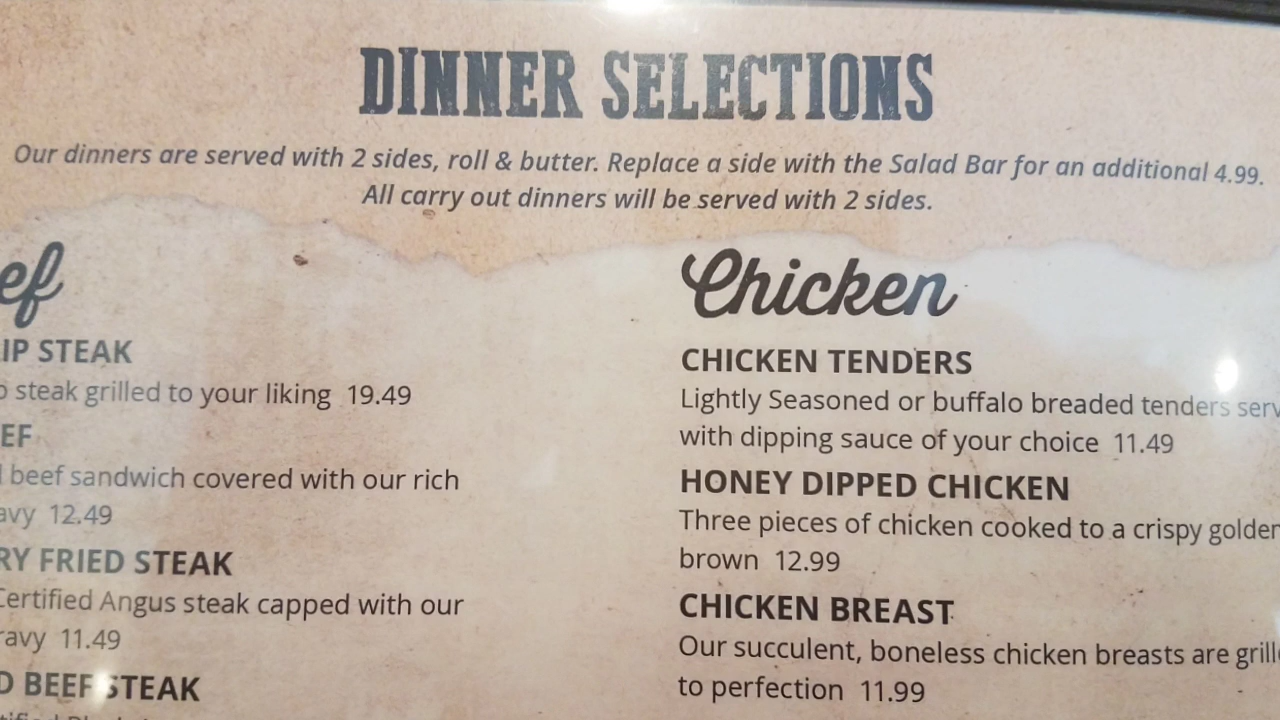 DINNER SELECTIONS
Our dinners are served with 2 sides, roll & butter. Replace a side with the Salad Bar for an additional 4.99.
All carry out dinners will be served with 2 sides.
steak grilled to your liking 19.49
STEAK
beef sandwich covered with our rich
12.49
FRIED STEAK
Certified Angus steak capped with our
11.49
BEEF STEAK
Chicken
CHICKEN TENDERS
Lightly Seasoned or buffalo breaded tenders
with dipping sauce of your choice 11.49
HONEY DIPPED CHICKEN
Three pieces of chicken cooked to a crispy golden
brown 12.99
CHICKEN BREAST
Our succulent, boneless chicken breasts are
to perfection 11.99